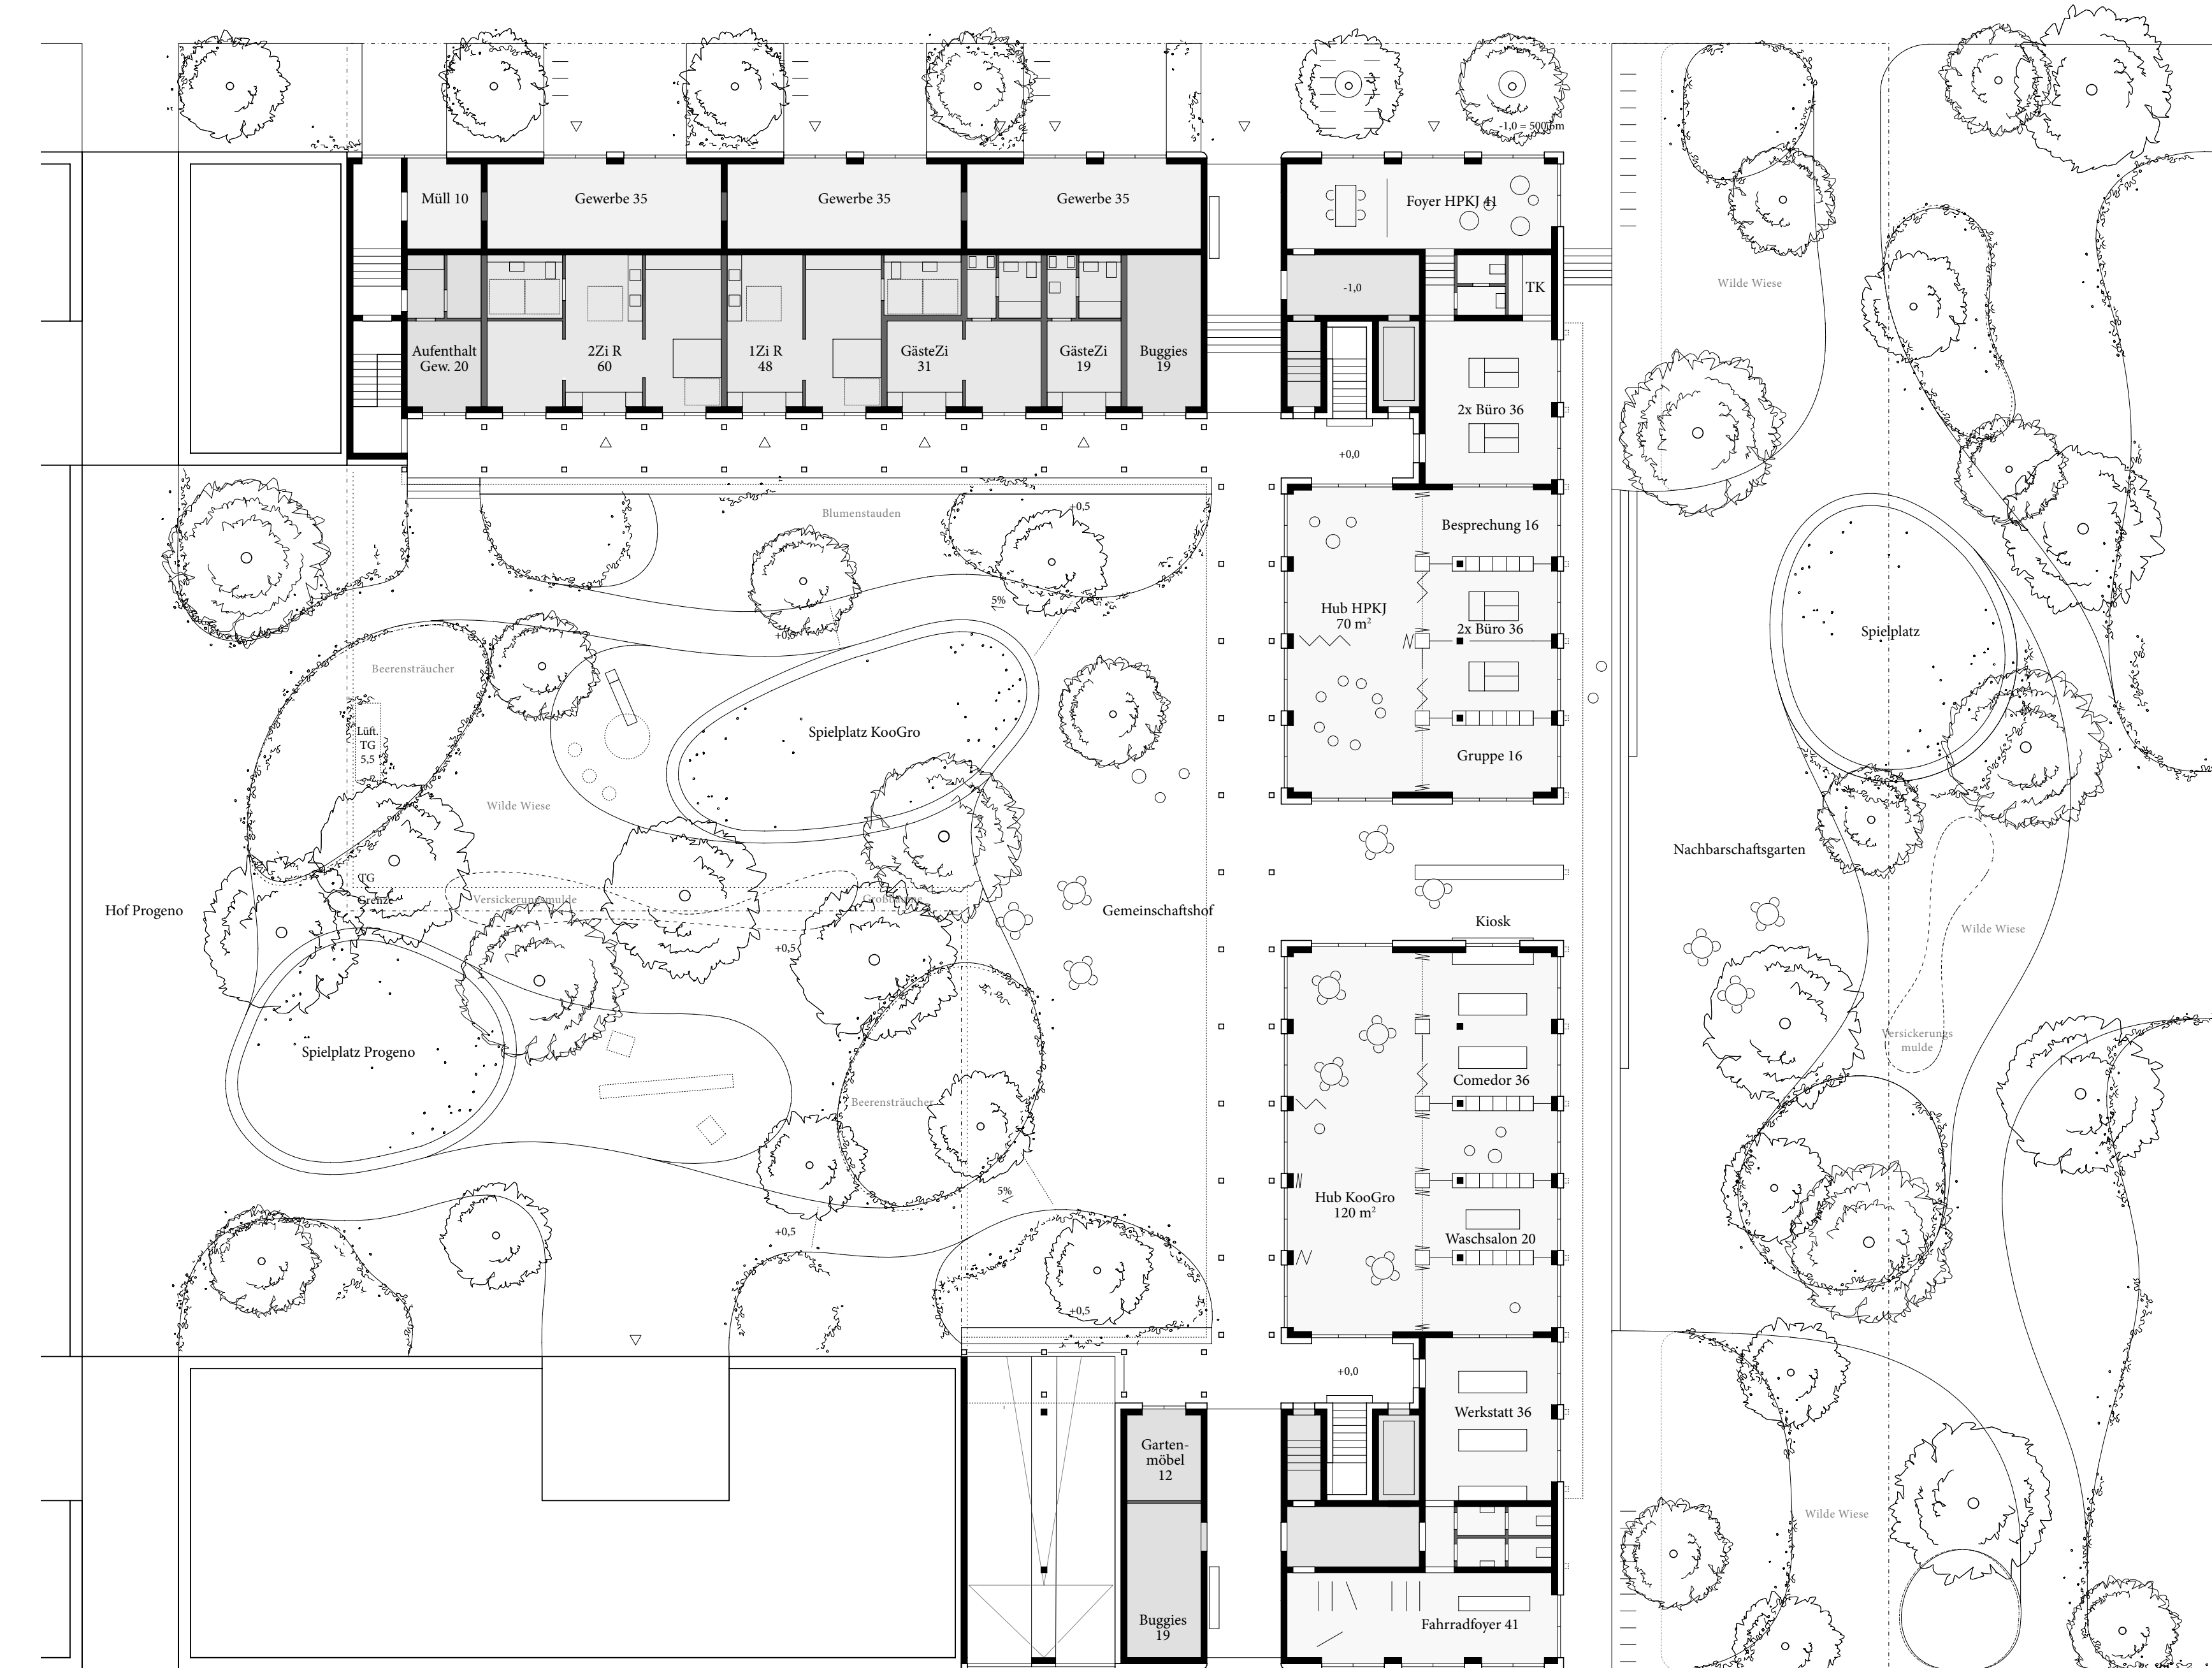 -1,0 = 500üm
Müll 10
Gewerbe 35
Gewerbe 35
Gewerbe 35
Foyer HPKJ 41
Wilde Wiese
-1,0
TK
Aufenthalt
Gew. 20
2Zi R
60
1Zi R
48
GästeZi
31
GästeZi
19
Buggies
19
2x Büro 36
+0,0
Blumenstauden
+0,5
Besprechung 16
5%
Hub HPKJ
70 m²
2x Büro 36
+0,5
Spielplatz
Beerensträucher
Lüft.
TG
5,5
Spielplatz KooGro
Gruppe 16
Wilde Wiese
Nachbarschaftsgarten
TG
Grenze
Versickerungsmulde
Hof Progeno
Gemeinschaftshof
Kiosk
Wilde Wiese
+0,5
Versickerungs
mulde
Spielplatz Progeno
Comedor 36
Beerensträucher
5%
Hub KooGro
120 m²
+0,5
Waschsalon 20
+0,5
+0,0
Werkstatt 36
Garten-
möbel
12
Wilde Wiese
Buggies
19
Fahrradfoyer 41